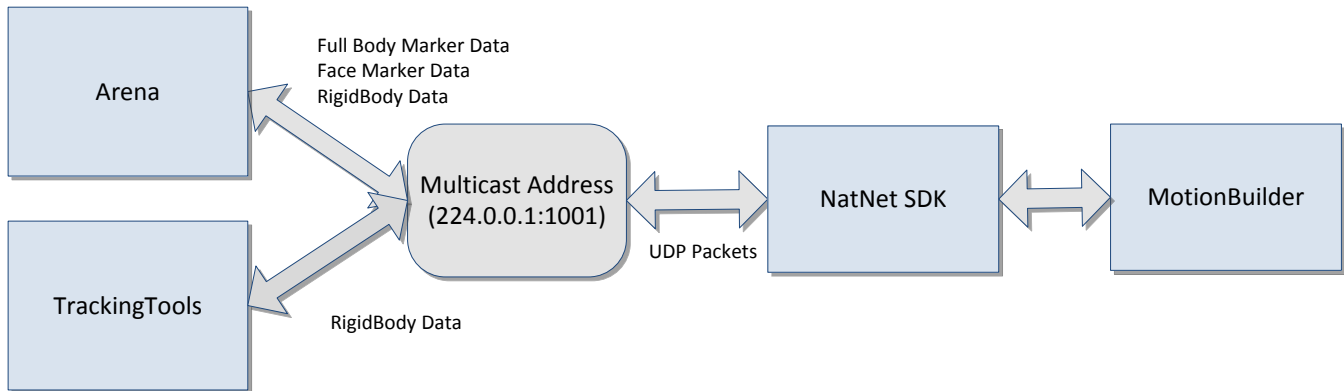 Arena
Full Body Marker Data
Face Marker Data
RigidBody Data
Multicast Address
(224.0.0.1:1001)
UDP Packets
NatNet SDK
MotionBuilder
TrackingTools
RigidBody Data